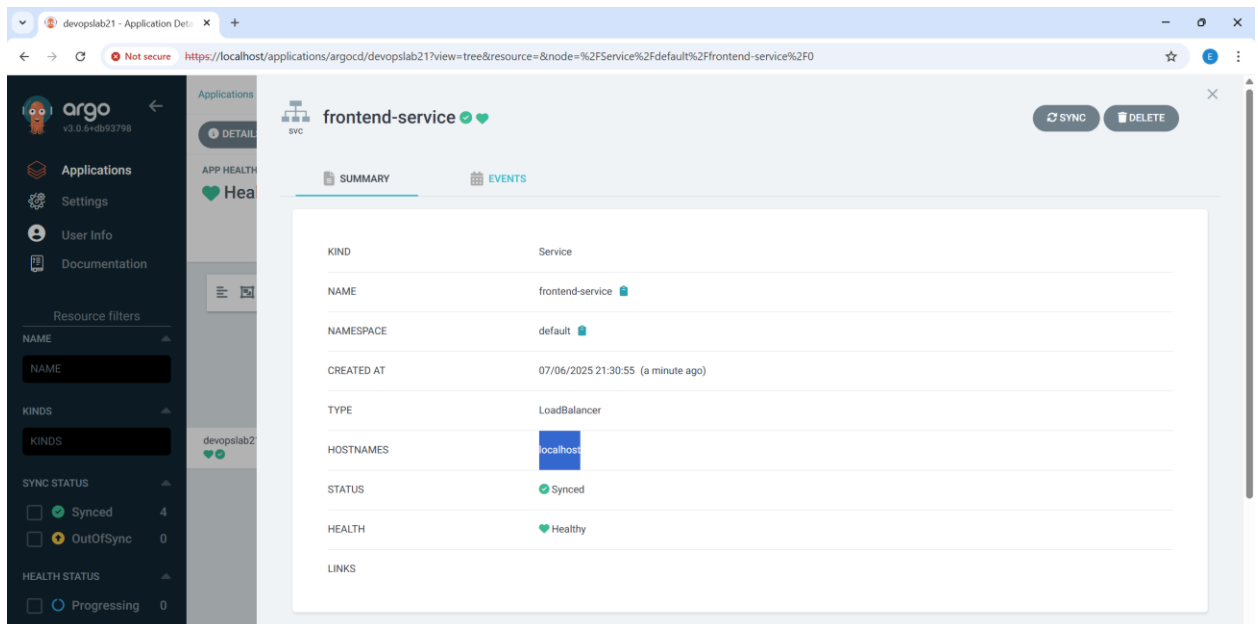 devopslab21 - Application Deta
Not secure https://localhost/applications/argocd/devopslab21?view=tree&resource=&node=%2FService%2Fdefault%2Ffrontend-service%2F0
E
argo
v3.0.6+db93798
Applications
Settings
User Info
Documentation
Resource filters
NAME
NAME
KINDS
KINDS
SYNC STATUS
Synced 4
OutOfSync 0
HEALTH STATUS
Progressing 0
Applications
DETAIL
APP HEALTH
Heal
devopslab21
svc
frontend-service
SYNC DELETE
SUMMARY EVENTS
KIND Service
NAME frontend-service
NAMESPACE default
CREATED AT 07/06/2025 21:30:55 (a minute ago)
TYPE LoadBalancer
HOSTNAMES localhost
STATUS Synced
HEALTH Healthy
LINKS